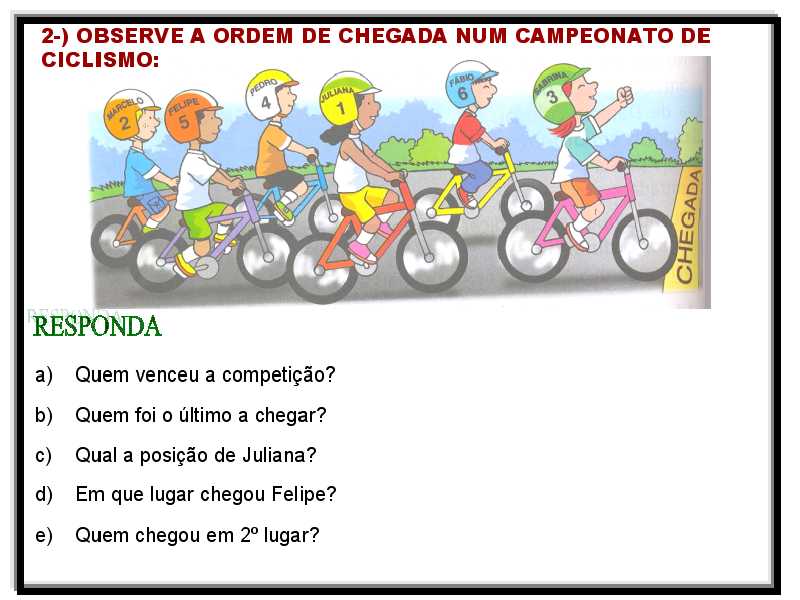 2-) OBSERVE A ORDEM DE CHEGADA NUM CAMPEONATO DE
CICLISMO:
MARCELO
2
FELIPE
5
PEDRO
4
JULIANA
1
FÁBIO
6
SABRINA
3
CHEGADA
RESPONDA
a) Quem venceu a competição?
b) Quem foi o último a chegar?
c) Qual a posição de Juliana?
d) Em que lugar chegou Felipe?
e) Quem chegou em 2º lugar?